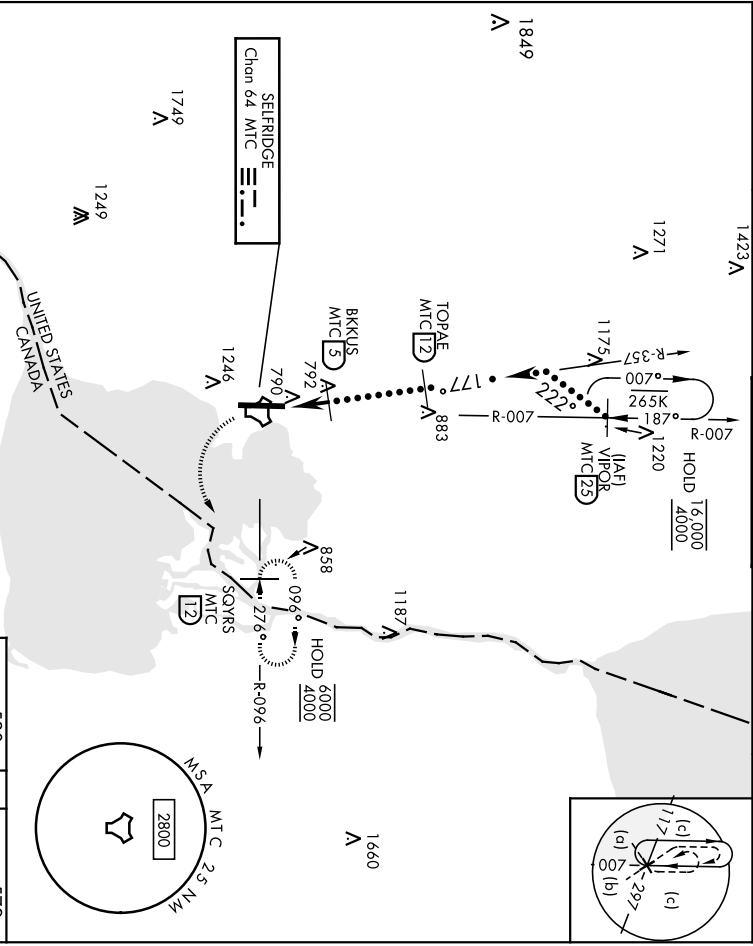 1849
1423
1271
1749
SELFRIDGE
Chan 64 MTC
1249
UNITED STATES
CANADA
1175
R-357
007°
265K
187°
R-007
HOLD 16,000
4000
1220
(IAF)
VIPOR
MTC 25
222°
R-007
TOPAE
MTC 12
177°
883
BKKUS
MTC 5
792
790
1246
858
096°
HOLD 6000
4000
276°
R-096
SQYRS
MTC
12
1187
1660
MSA MTC 25 NM
2800
117
(c)
(a)
007
(b)
297
(c)